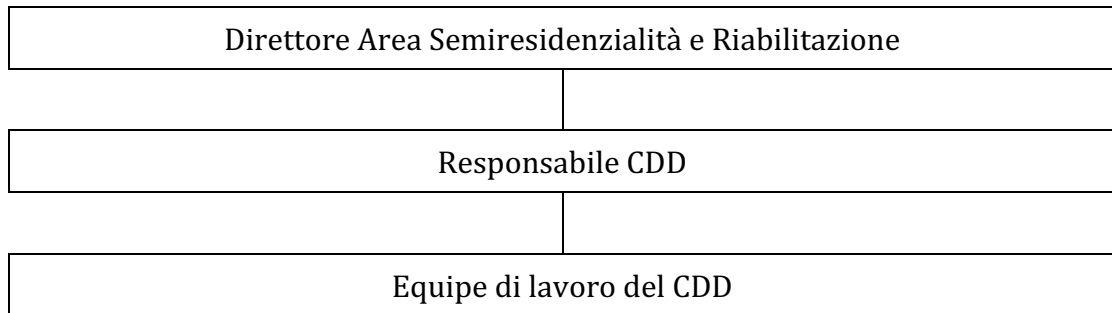 Direttore Area Semiresidenzialità e Riabilitazione
Responsabile CDD
Equipe di lavoro del CDD